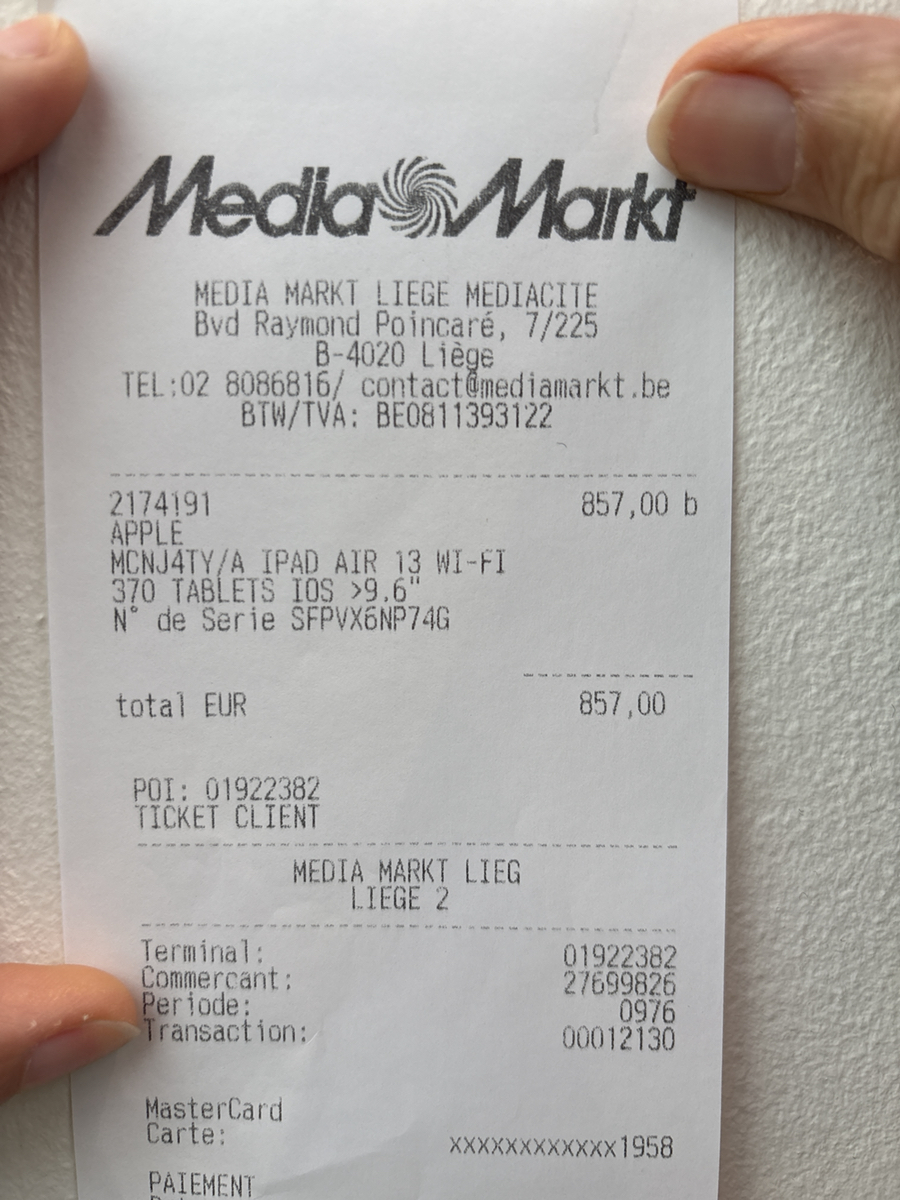 Media Markt
MEDIA MARKT LIEGE MEDIACITE
Bvd Raymond Poincaré, 7/225
B-4020 Liège
TEL:02 8086816/ contact@mediamarkt.be
BTW/TVA: BE0811393122
2174191 857,00 b
APPLE
MCNJ4TY/A IPAD AIR 13 WI-FI
370 TABLETS IOS >9.6"
N° de Serie SFPVX6NP74G
total EUR 857,00
POI: 01922382
TICKET CLIENT
MEDIA MARKT LIEG
LIEGE 2
Terminal: 01922382
Commercant: 27699826
Periode: 0976
Transaction: 00012130
MasterCard
Carte: xxxxxxxxxxxx1958
PAIEMENT